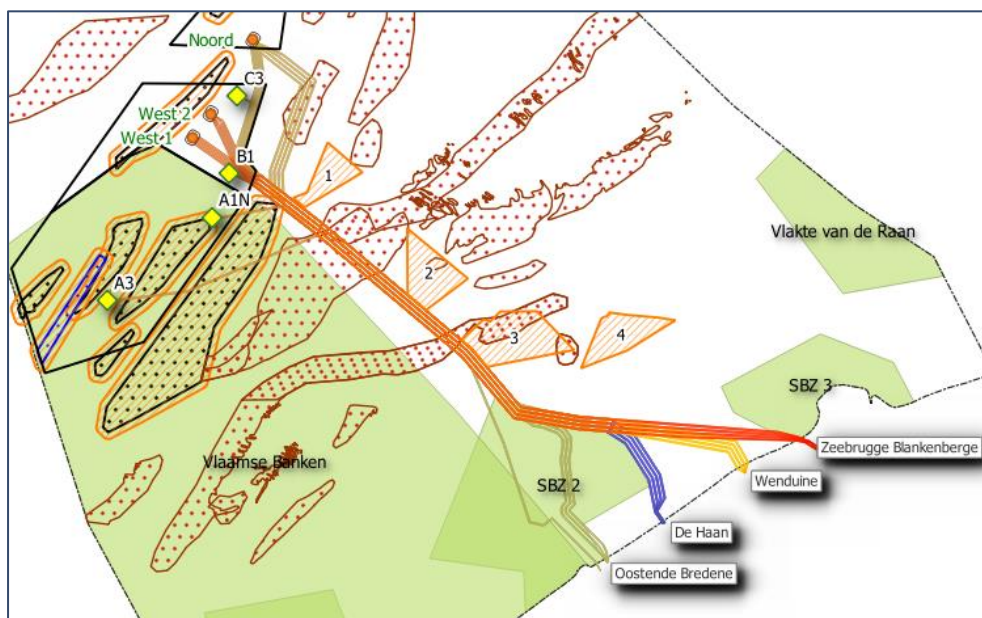 Noord
C3
West 2
West 1
B1
1
A1N
Vlakte van de Raan
2
A3
3
4
SBZ 3
Zeebrugge Blankenberge
Vlaamse Banken
Wenduine
SBZ 2
De Haan
Oostende Bredene